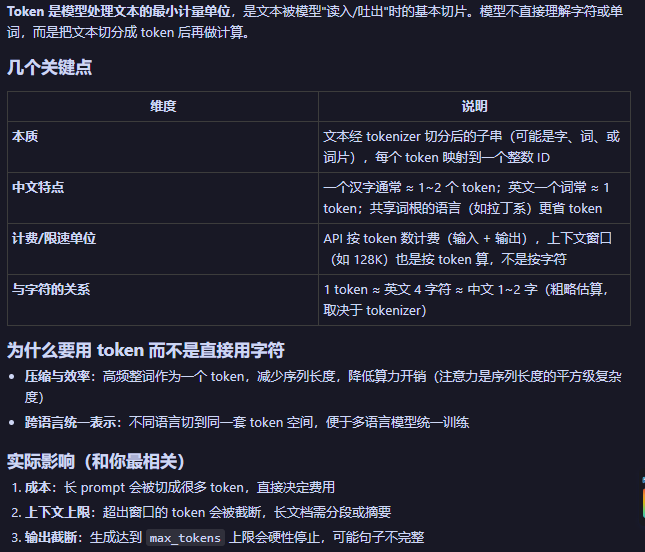 Token 是模型处理文本的最小计量单位，是文本被模型"读入/吐出"时的基本切片。模型不直接理解字符或单
词，而是把文本切分成 token 后再做计算。
几个关键点
维度
说明
本质
文本经 tokenizer 切分后的子串（可能是字、词、或
词片），每个 token 映射到一个整数 ID
中文特点
一个汉字通常 ≈ 1~2 个 token；英文一个词常 ≈ 1
token；共享词根的语言（如拉丁系）更省 token
计费/限速单位
API 按 token 数计费（输入 + 输出），上下文窗口
（如 128K）也是按 token 算，不是按字符
与字符的关系
1 token ≈ 英文 4 字符 ≈ 中文 1~2 字（粗略估算，
取决于 tokenizer）
为什么要用 token 而不是直接用字符
• 压缩与效率：高频整词作为一个 token，减少序列长度，降低算力开销（注意力是序列长度的平方级复杂
度）
• 跨语言统一表示：不同语言切到同一套 token 空间，便于多语言模型统一训练
实际影响（和你最相关）
1. 成本：长 prompt 会被切成很多 token，直接决定费用
2. 上下文上限：超出窗口的 token 会被截断，长文档需分段或摘要
3. 输出截断：生成达到 max_tokens 上限会硬性停止，可能句子不完整